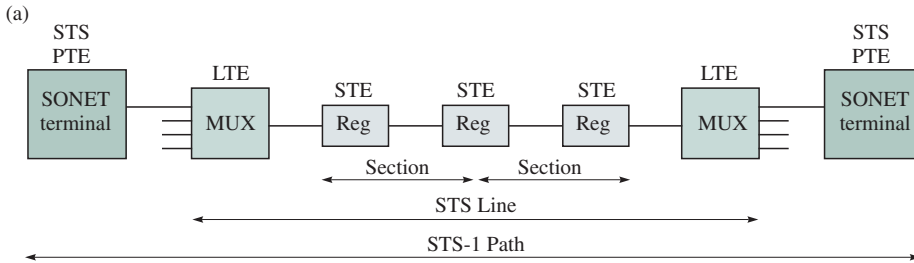 (a)
STS
PTE
STS
PTE
LTE
LTE
STE
STE
STE
SONET
terminal
MUX
Reg
Reg
Reg
MUX
SONET
terminal
Section
Section
STS Line
STS-1 Path